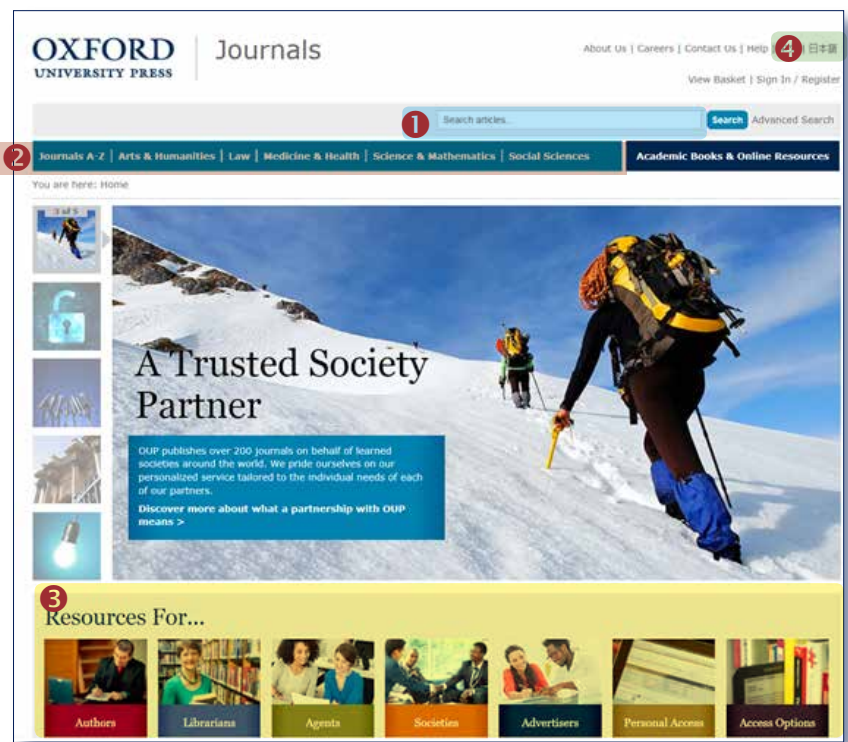 OXFORD
UNIVERSITY PRESS
Journals
About Us | Careers | Contact Us | Help | 4 | 日本語
View Basket | Sign In / Register
1
Search articles...
Search
Advanced Search
2
Journals A-Z | Arts & Humanities | Law | Medicine & Health | Science & Mathematics | Social Sciences
Academic Books & Online Resources
You are here: Home
3 of 5
A Trusted Society
Partner
OUP publishes over 200 journals on behalf of learned
societies around the world. We pride ourselves on our
personalized service tailored to the individual needs of each
of our partners.
Discover more about what a partnership with OUP
means >
3
Resources For...
Authors
Librarians
Agents
Societies
Advertisers
Personal Access
Access Options